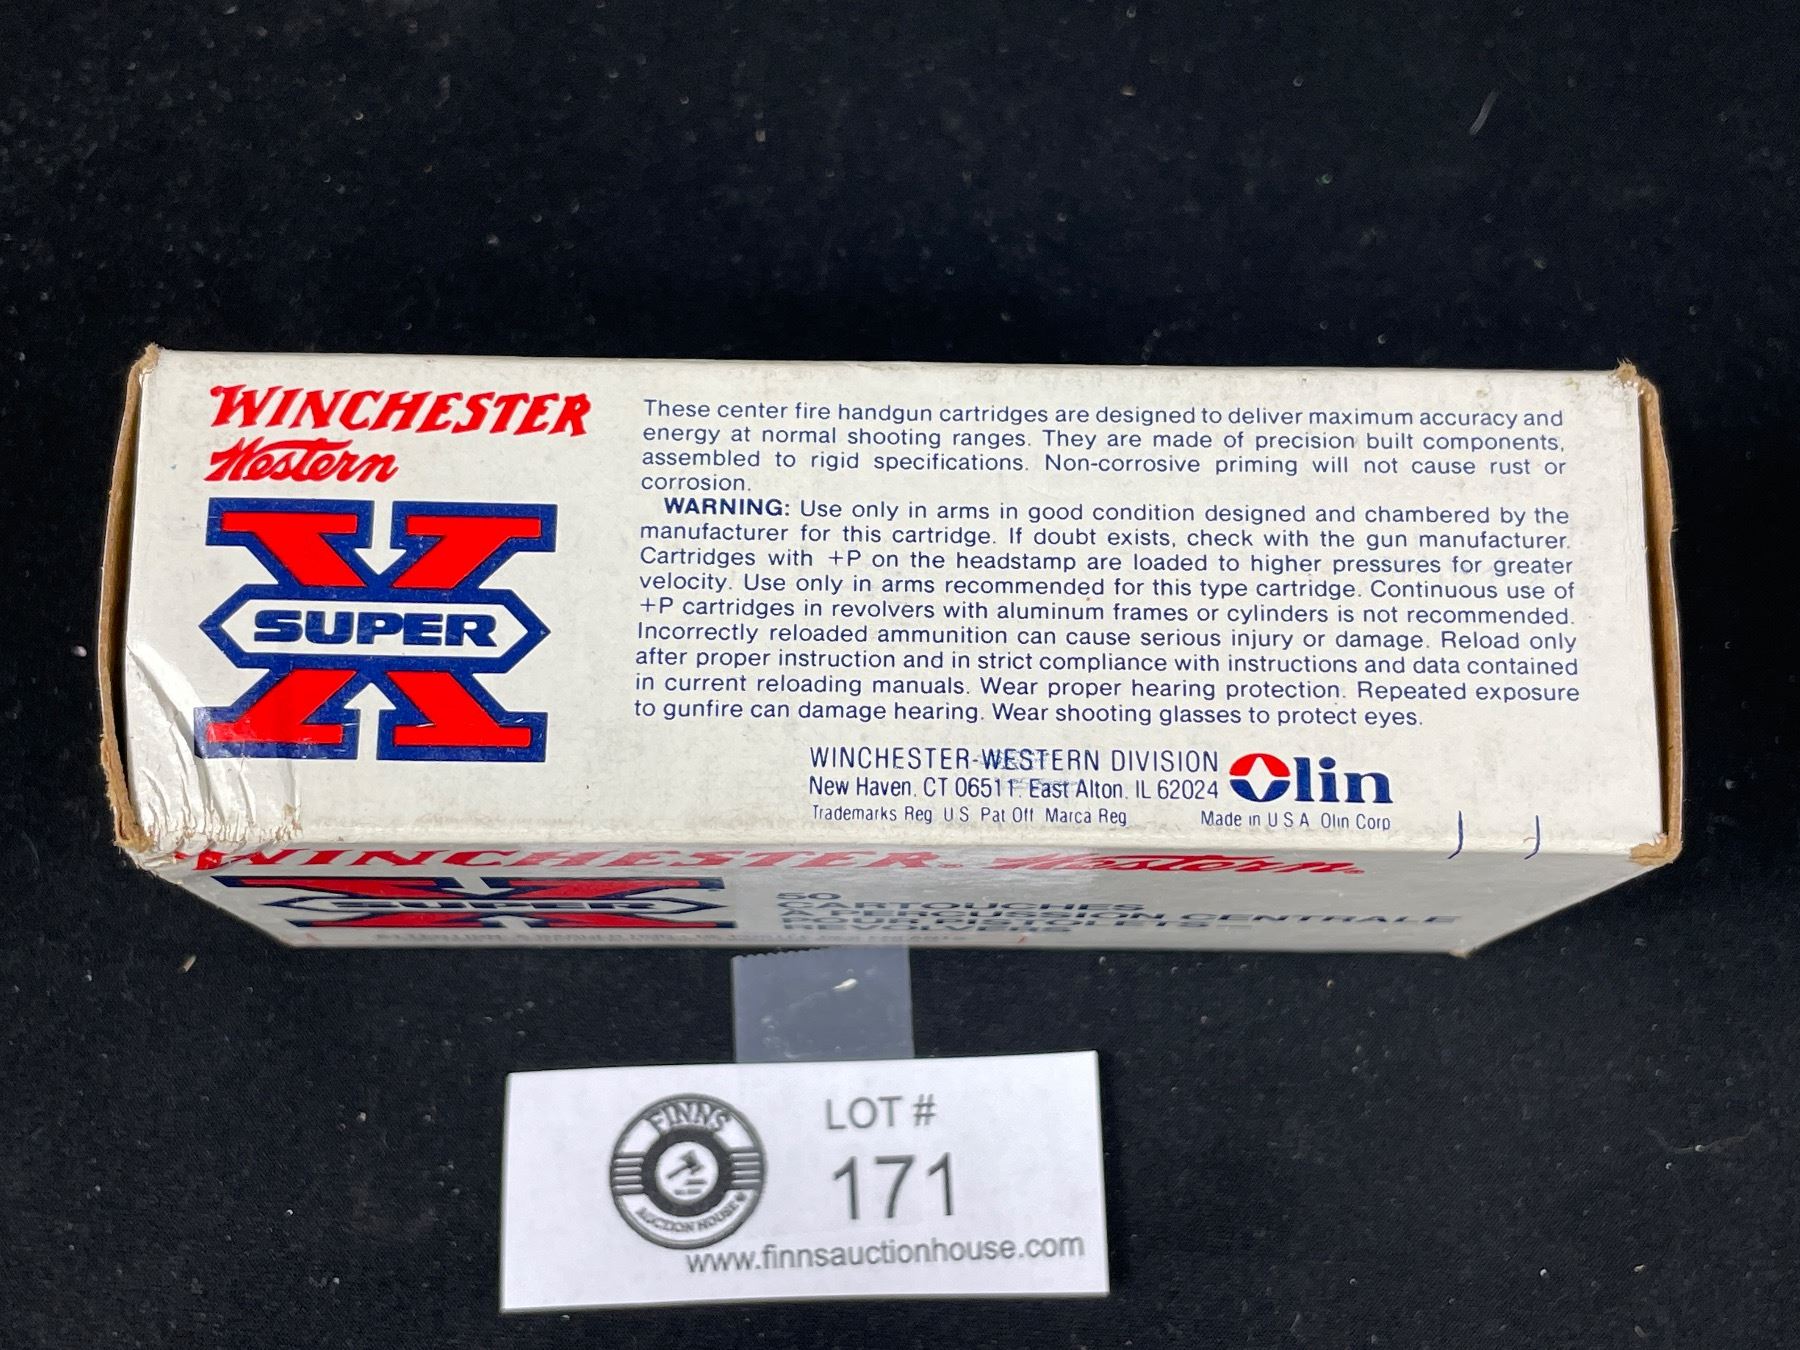 WINCHESTER
Western
SUPER
These center fire handgun cartridges are designed to deliver maximum accuracy and
energy at normal shooting ranges. They are made of precision built components,
assembled to rigid specifications. Non-corrosive priming will not cause rust or
corrosion.
WARNING: Use only in arms in good condition designed and chambered by the
manufacturer for this cartridge. If doubt exists, check with the gun manufacturer.
Cartridges with +P on the headstamp are loaded to higher pressures for greater
velocity. Use only in arms recommended for this type cartridge. Continuous use of
+P cartridges in revolvers with aluminum frames or cylinders is not recommended.
Incorrectly reloaded ammunition can cause serious injury or damage. Reload only
after proper instruction and in strict compliance with instructions and data contained
in current reloading manuals. Wear proper hearing protection. Repeated exposure
to gunfire can damage hearing. Wear shooting glasses to protect eyes.
WINCHESTER-WESTERN DIVISION
New Haven, CT 06511. East Alton, IL 62024
Olin
Trademarks Reg. U.S. Pat Off. Marca Reg.
Made in U.S.A. Olin Corp
WINCHESTER. Western.
SUPER
50
CARTOUCHES
A PERCUSSION CENTRALE
POUR PISTOLETS—
REVOLVERS
FINNS
AUCTION HOUSE
LOT #
171
www.finnsauctionhouse.com